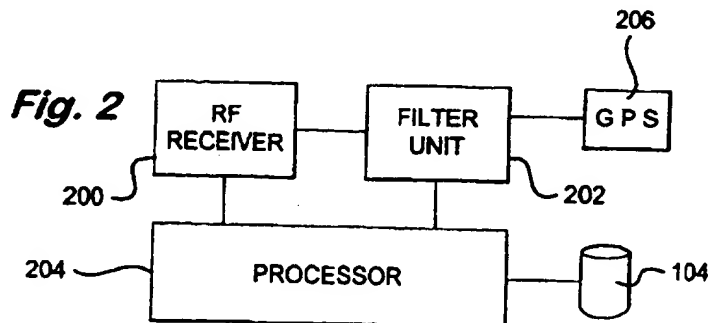 206
Fig. 2
RF
RECEIVER
FILTER
UNIT
GPS
200
202
204
PROCESSOR
104